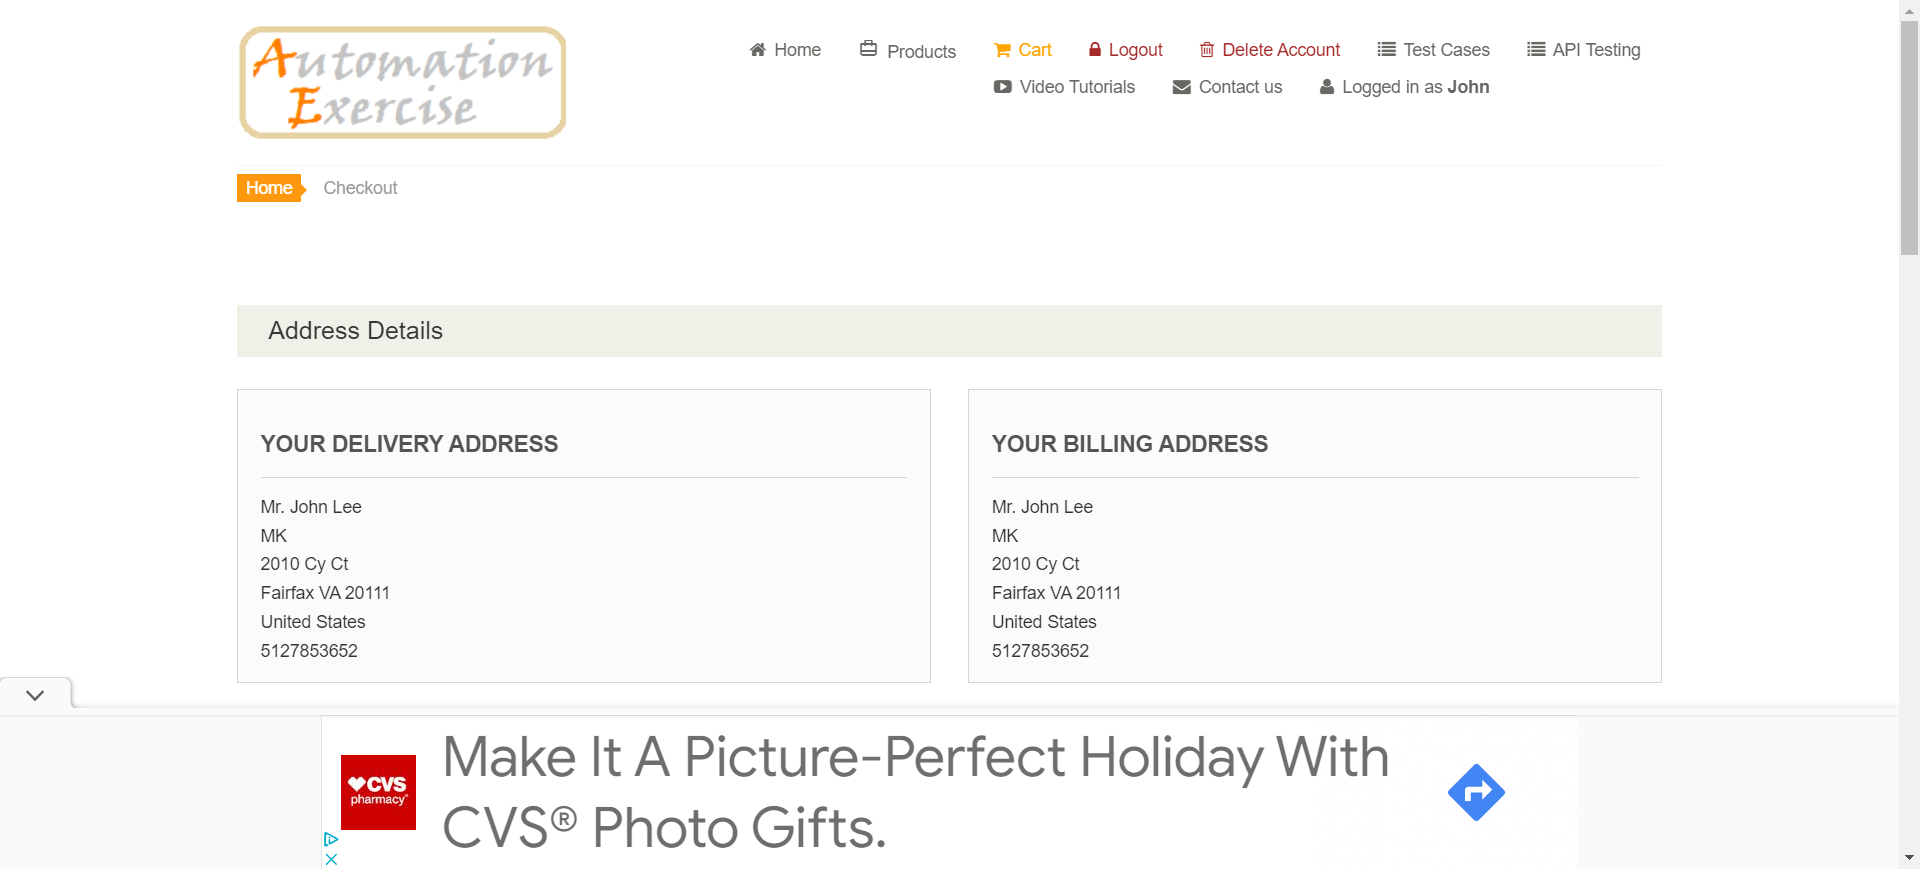 Automation
Exercise
Home
Products
Cart
Logout
Delete Account
Test Cases
API Testing
Video Tutorials
Contact us
Logged in as John
Home
Checkout
Address Details
YOUR DELIVERY ADDRESS
Mr. John Lee
MK
2010 Cy Ct
Fairfax VA 20111
United States
5127853652
YOUR BILLING ADDRESS
Mr. John Lee
MK
2010 Cy Ct
Fairfax VA 20111
United States
5127853652
CVS
pharmacy®
Make It A Picture-Perfect Holiday With
CVS® Photo Gifts.